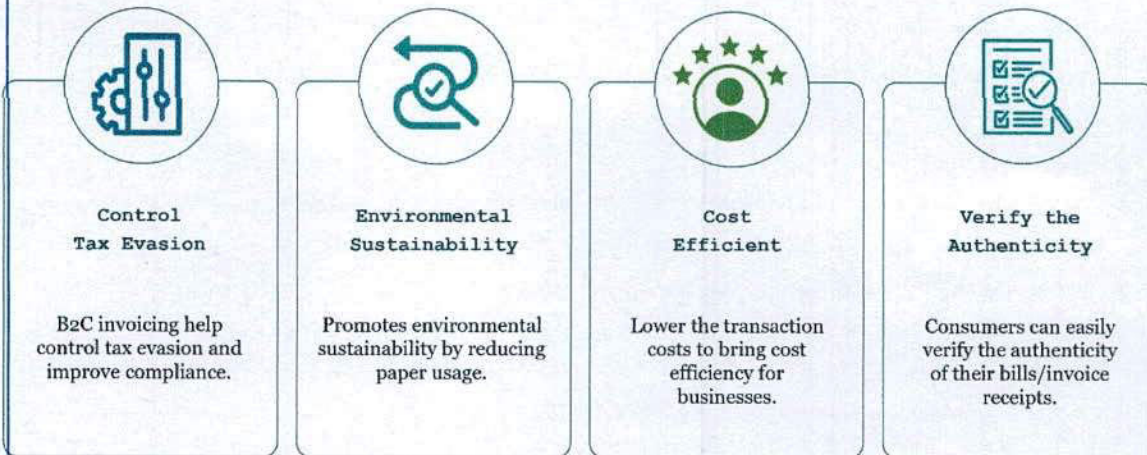 Control
Tax Evasion
B2C invoicing help
control tax evasion and
improve compliance.
Environmental
Sustainability
Promotes environmental
sustainability by reducing
paper usage.
Cost
Efficient
Lower the transaction
costs to bring cost
efficiency for
businesses.
Verify the
Authenticity
Consumers can easily
verify the authenticity
of their bills/invoice
receipts.